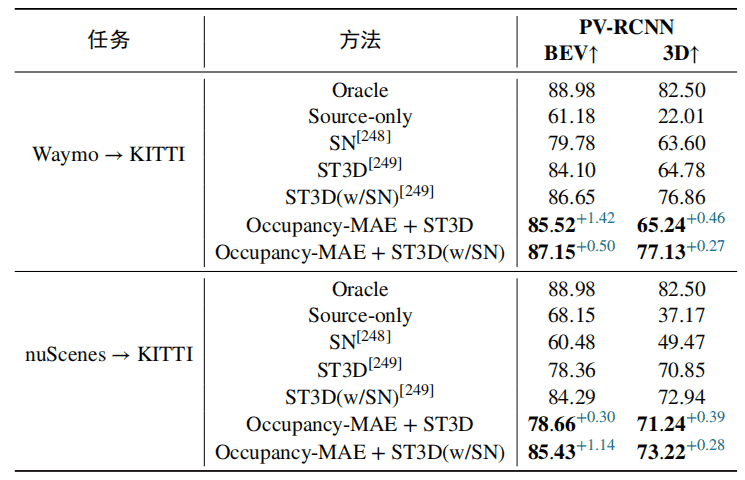 任务 方法 PV-RCNN
BEV↑ 3D↑
Waymo → KITTI
Oracle 88.98 82.50
Source-only 61.18 22.01
SN[248] 79.78 63.60
ST3D[249] 84.10 64.78
ST3D(w/SN)[249] 86.65 76.86
Occupancy-MAE + ST3D 85.52+1.42 65.24+0.46
Occupancy-MAE + ST3D(w/SN) 87.15+0.50 77.13+0.27
nuScenes → KITTI
Oracle 88.98 82.50
Source-only 68.15 37.17
SN[248] 60.48 49.47
ST3D[249] 78.36 70.85
ST3D(w/SN)[249] 84.29 72.94
Occupancy-MAE + ST3D 78.66+0.30 71.24+0.39
Occupancy-MAE + ST3D(w/SN) 85.43+1.14 73.22+0.28